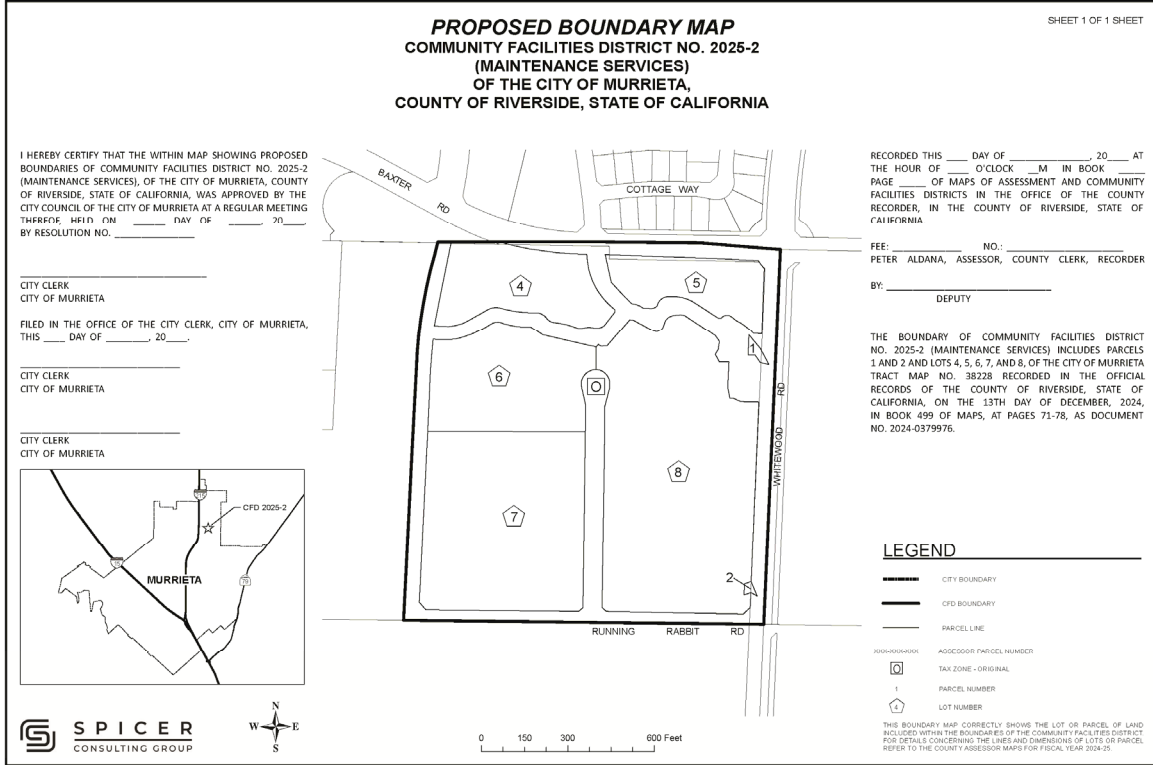 SHEET 1 OF 1 SHEET
PROPOSED BOUNDARY MAP
COMMUNITY FACILITIES DISTRICT NO. 2025-2
(MAINTENANCE SERVICES)
OF THE CITY OF MURRIETA,
COUNTY OF RIVERSIDE, STATE OF CALIFORNIA
I HEREBY CERTIFY THAT THE WITHIN MAP SHOWING PROPOSED
BOUNDARIES OF COMMUNITY FACILITIES DISTRICT NO. 2025-2
(MAINTENANCE SERVICES), OF THE CITY OF MURRIETA, COUNTY
OF RIVERSIDE, STATE OF CALIFORNIA, WAS APPROVED BY THE
CITY COUNCIL OF THE CITY OF MURRIETA AT A REGULAR MEETING
THEREOF, HELD ON ______ DAY OF ______, 20____,
BY RESOLUTION NO. _______________
CITY CLERK
CITY OF MURRIETA
FILED IN THE OFFICE OF THE CITY CLERK, CITY OF MURRIETA,
THIS ____ DAY OF ________, 20____.
CITY CLERK
CITY OF MURRIETA
CITY CLERK
CITY OF MURRIETA
215
CFD 2025-2
15
MURRIETA
79
SPICER
CONSULTING GROUP
N
W E
S
BAXTER
RD
COTTAGE WAY
4
5
1
6
O
WHITEWOOD RD
8
7
2
RUNNING RABBIT RD
0 150 300 600 Feet
RECORDED THIS ____ DAY OF _______________, 20____ AT
THE HOUR OF ____ O'CLOCK __M IN BOOK _____
PAGE _____ OF MAPS OF ASSESSMENT AND COMMUNITY
FACILITIES DISTRICTS IN THE OFFICE OF THE COUNTY
RECORDER, IN THE COUNTY OF RIVERSIDE, STATE OF
CALIFORNIA
FEE: _____________ NO.: ______________________
PETER ALDANA, ASSESSOR, COUNTY CLERK, RECORDER
BY: _______________________________
DEPUTY
THE BOUNDARY OF COMMUNITY FACILITIES DISTRICT
NO. 2025-2 (MAINTENANCE SERVICES) INCLUDES PARCELS
1 AND 2 AND LOTS 4, 5, 6, 7, AND 8, OF THE CITY OF MURRIETA
TRACT MAP NO. 38228 RECORDED IN THE OFFICIAL
RECORDS OF THE COUNTY OF RIVERSIDE, STATE OF
CALIFORNIA, ON THE 13TH DAY OF DECEMBER, 2024,
IN BOOK 499 OF MAPS, AT PAGES 71-78, AS DOCUMENT
NO. 2024-0379976.
LEGEND
CITY BOUNDARY
CFD BOUNDARY
PARCEL LINE
XXX-XXX-XXX ASSESSOR PARCEL NUMBER
O TAX ZONE - ORIGINAL
1 PARCEL NUMBER
4 LOT NUMBER
THIS BOUNDARY MAP CORRECTLY SHOWS THE LOT OR PARCEL OF LAND
INCLUDED WITHIN THE BOUNDARIES OF THE COMMUNITY FACILITIES DISTRICT.
FOR DETAILS CONCERNING THE LINES AND DIMENSIONS OF LOTS OR PARCEL
REFER TO THE COUNTY ASSESSOR MAPS FOR FISCAL YEAR 2024-25.